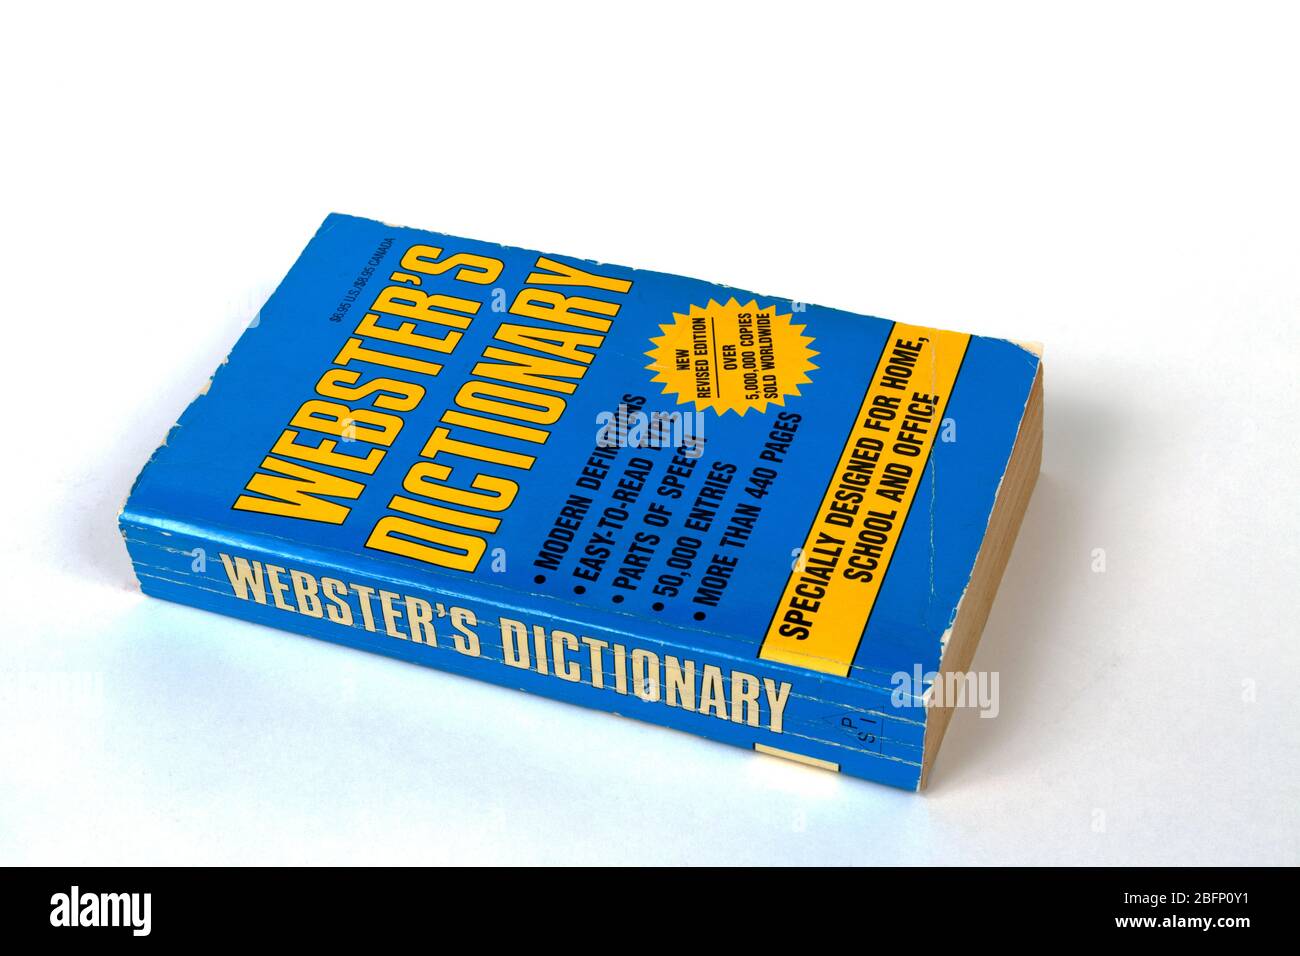 $6.95 U.S./$8.95 CANADA
WEBSTER'S
DICTIONARY
NEW
REVISED EDITION
OVER
5,000,000 COPIES
SOLD WORLDWIDE
• MODERN DEFINITIONS
• EASY-TO-READ TYPE
• PARTS OF SPEECH
• 50,000 ENTRIES
• MORE THAN 440 PAGES
SPECIALLY DESIGNED FOR HOME,
SCHOOL AND OFFICE
WEBSTER'S DICTIONARY
P
S I
alamy
alamy
Image ID: 2BFP0Y1
www.alamy.com